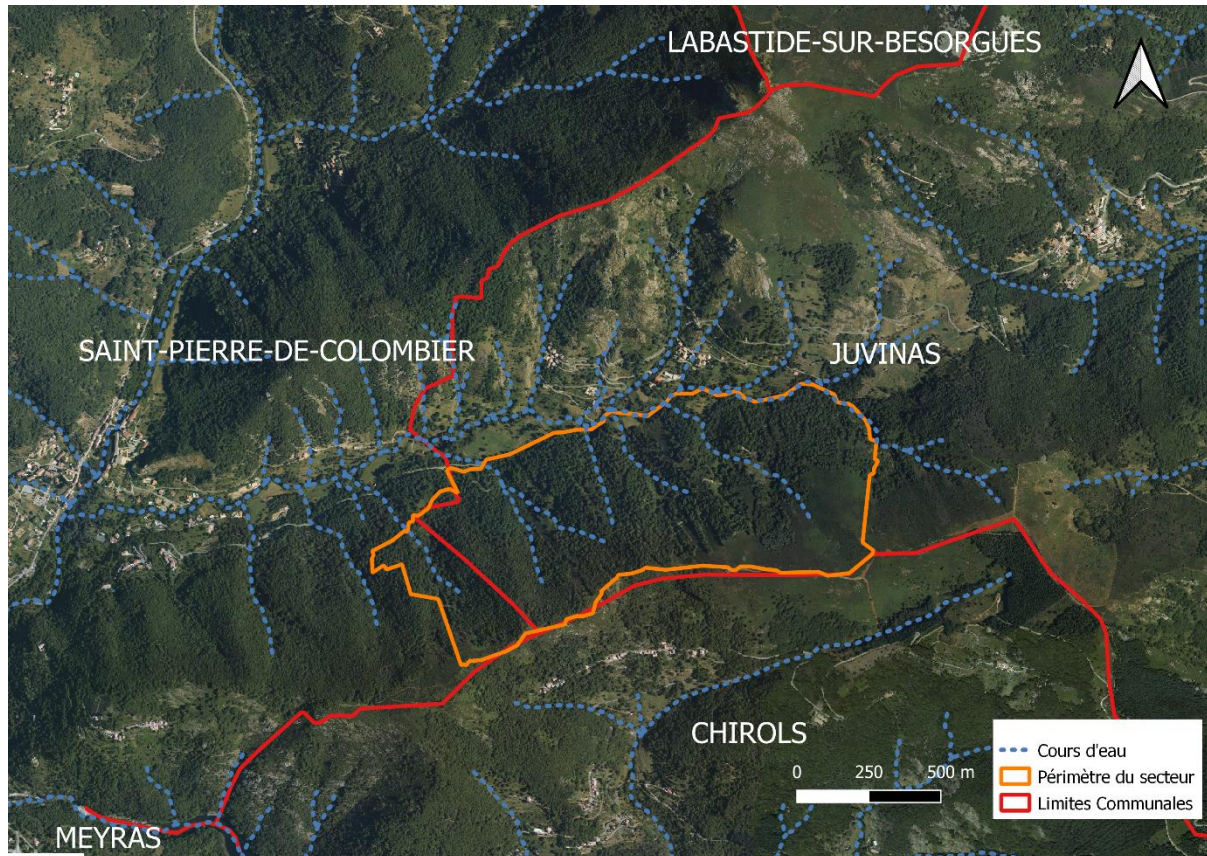 LABASTIDE-SUR-BESORGUES
SAINT-PIERRE-DE-COLOMBIER
JUVINAS
CHIROLS
MEYRAS
0 250 500 m
Cours d'eau
Périmètre du secteur
Limites Communales